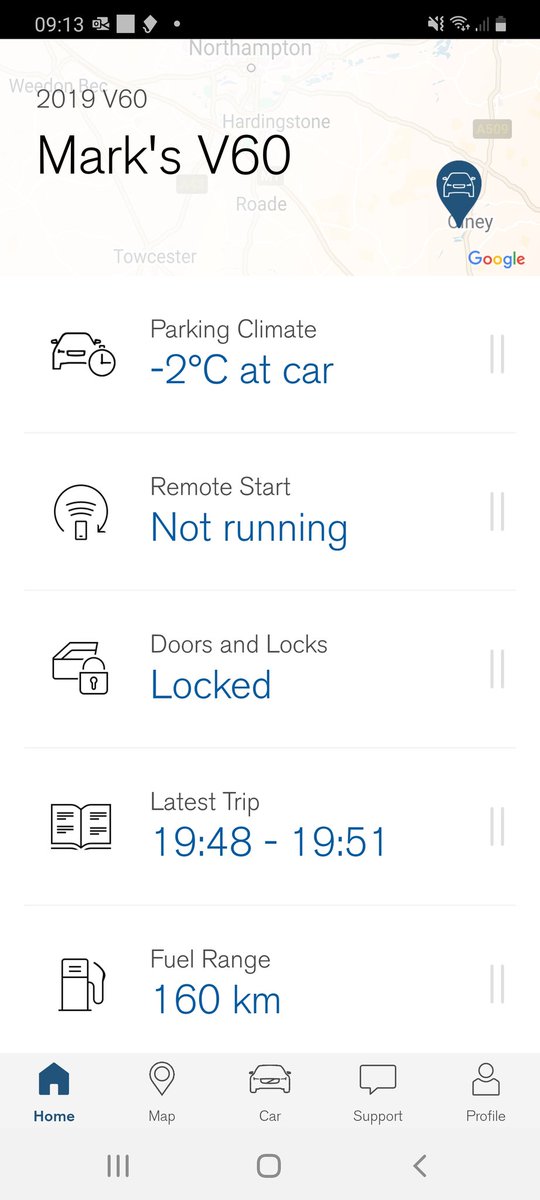 09:13
Northampton
Weedon Bec
2019 V60
Hardingstone
A509
Mark's V60
Roade
Olney
Towcester
Google
Parking Climate
-2°C at car
Remote Start
Not running
Doors and Locks
Locked
Latest Trip
19:48 - 19:51
Fuel Range
160 km
Home
Map
Car
Support
Profile